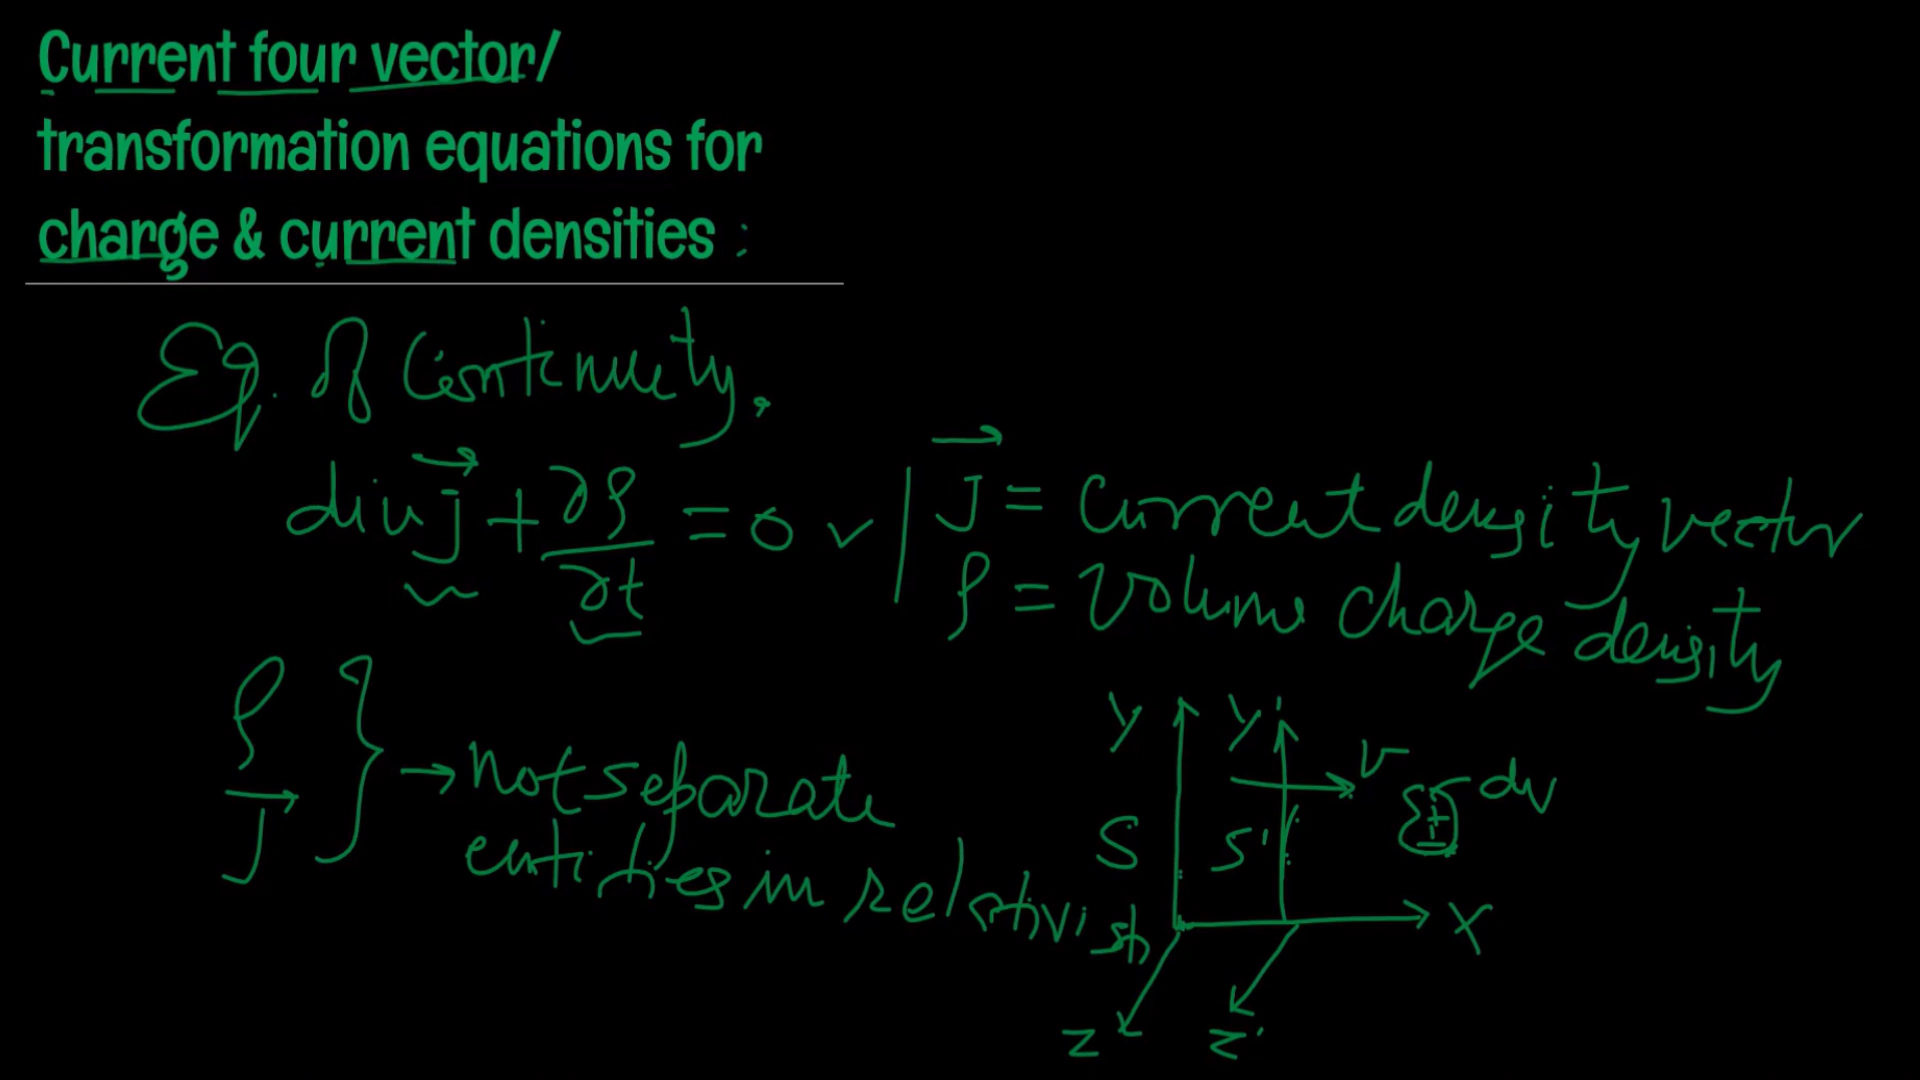 Current four vector/
transformation equations for
charge & current densities :
Eq. of Continuity.
div j + ∂ρ/∂t = 0 ✓
J = Current density vector
ρ = Volume charge density
ρ
J } → not separate
entities in relativist
Y Y' v
dv
S S' ±
X
Z Z'